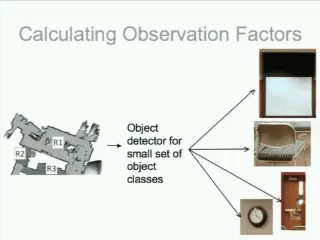 Calculating Observation Factors
R1
R2
R3
Object
detector for
small set of
object
classes